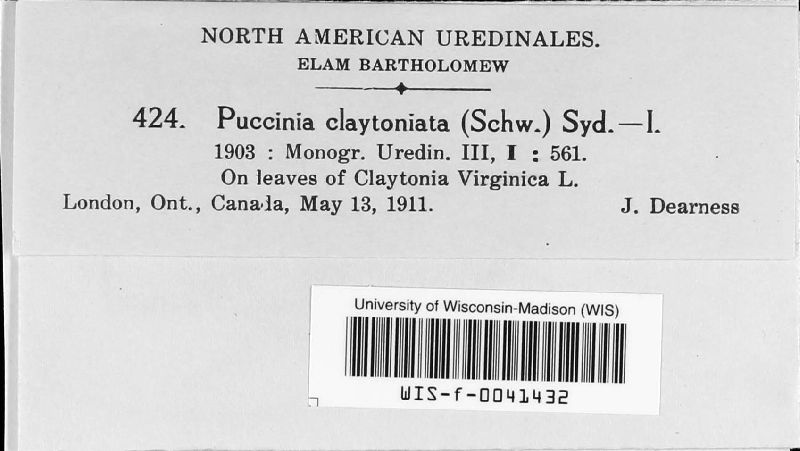 NORTH AMERICAN UREDINALES.
ELAM BARTHOLOMEW
424. Puccinia claytoniata (Schw.) Syd.—I.
1903 : Monogr. Uredin. III, I : 561.
On leaves of Claytonia Virginica L.
London, Ont., Canada, May 13, 1911. J. Dearness
University of Wisconsin-Madison (WIS)
WIS-f-0041432